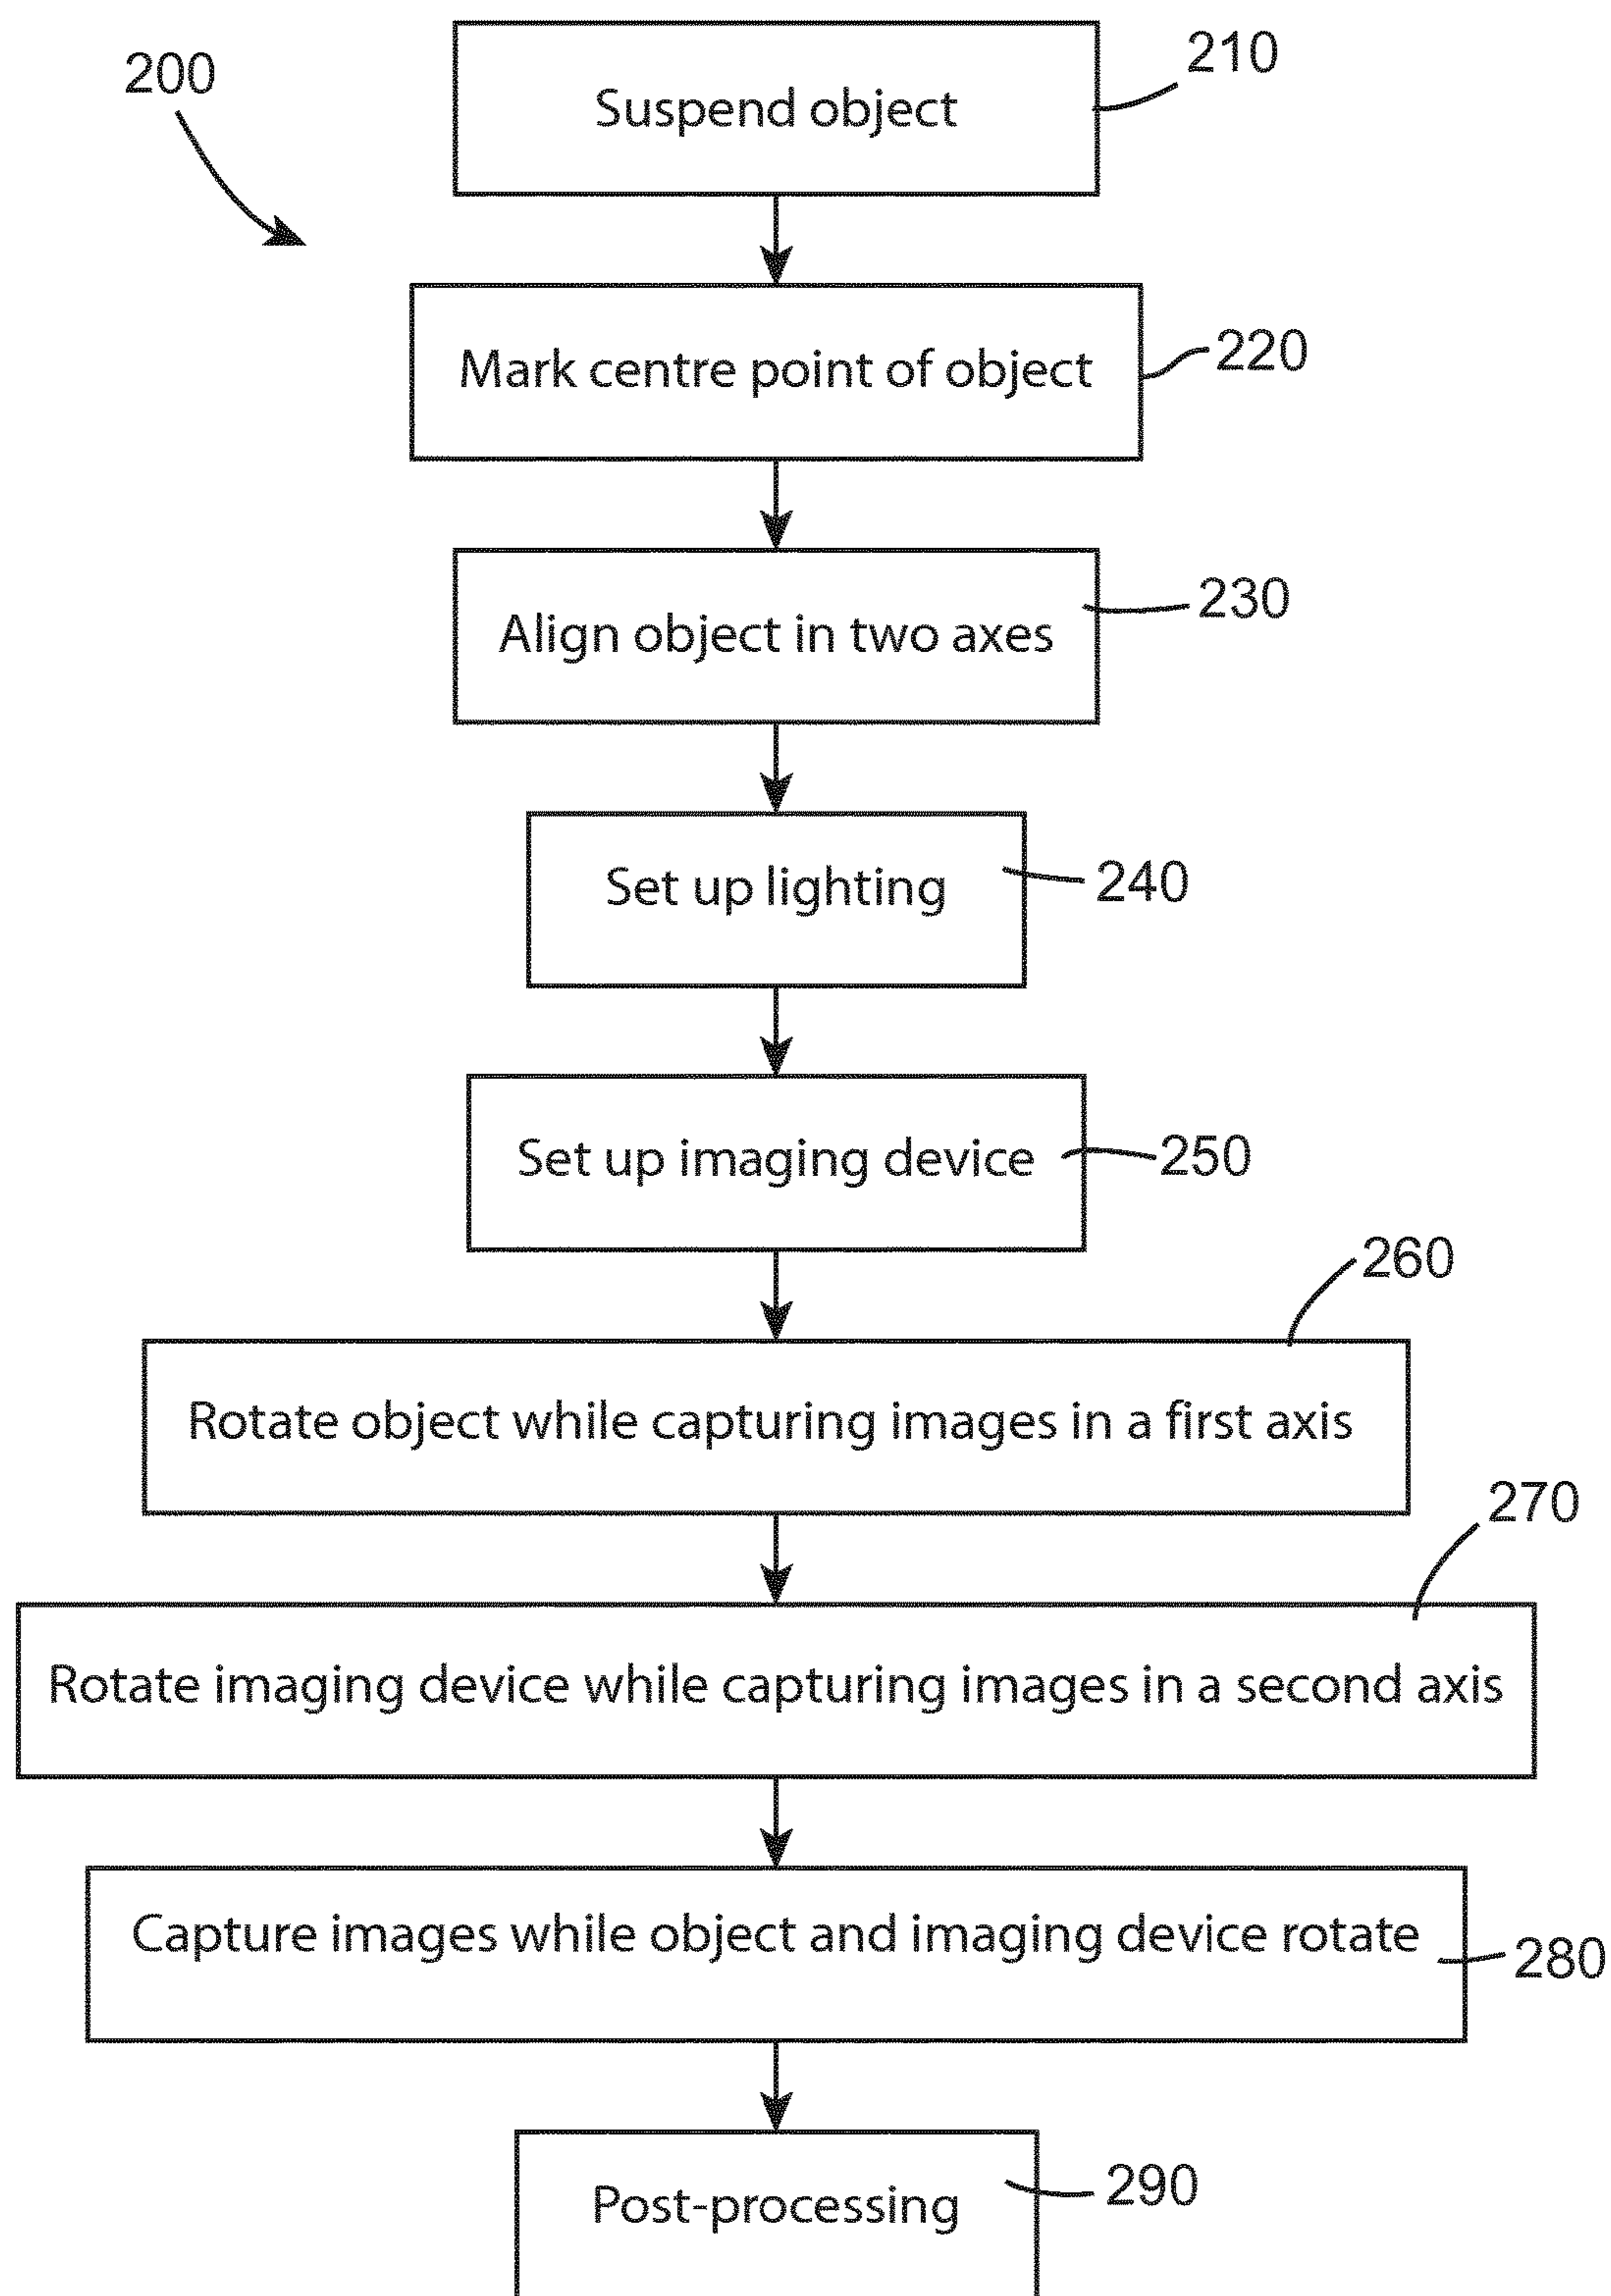 200
Suspend object
210
Mark centre point of object
220
Align object in two axes
230
Set up lighting
240
Set up imaging device
250
Rotate object while capturing images in a first axis
260
Rotate imaging device while capturing images in a second axis
270
Capture images while object and imaging device rotate
280
Post-processing
290